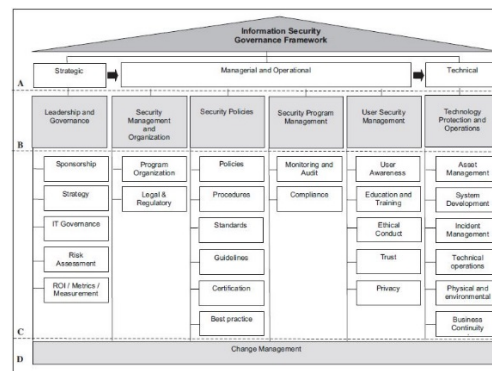 Information Security
Governance Framework
A
Strategic
Managerial and Operational
Technical
B
Leadership and
Governance
Security
Management
and
Organization
Security Policies
Security Program
Management
User Security
Management
Technology
Protection and
Operations
C
Sponsorship
Strategy
IT Governance
Risk
Assessment
ROI / Metrics /
Measurement
Program
Organization
Legal &
Regulatory
Policies
Procedures
Standards
Guidelines
Certification
Best practice
Monitoring and
Audit
Compliance
User
Awareness
Education and
Training
Ethical
Conduct
Trust
Privacy
Asset
Management
System
Development
Incident
Management
Technical
operations
Physical and
environmental
Business
Continuity
D
Change Management